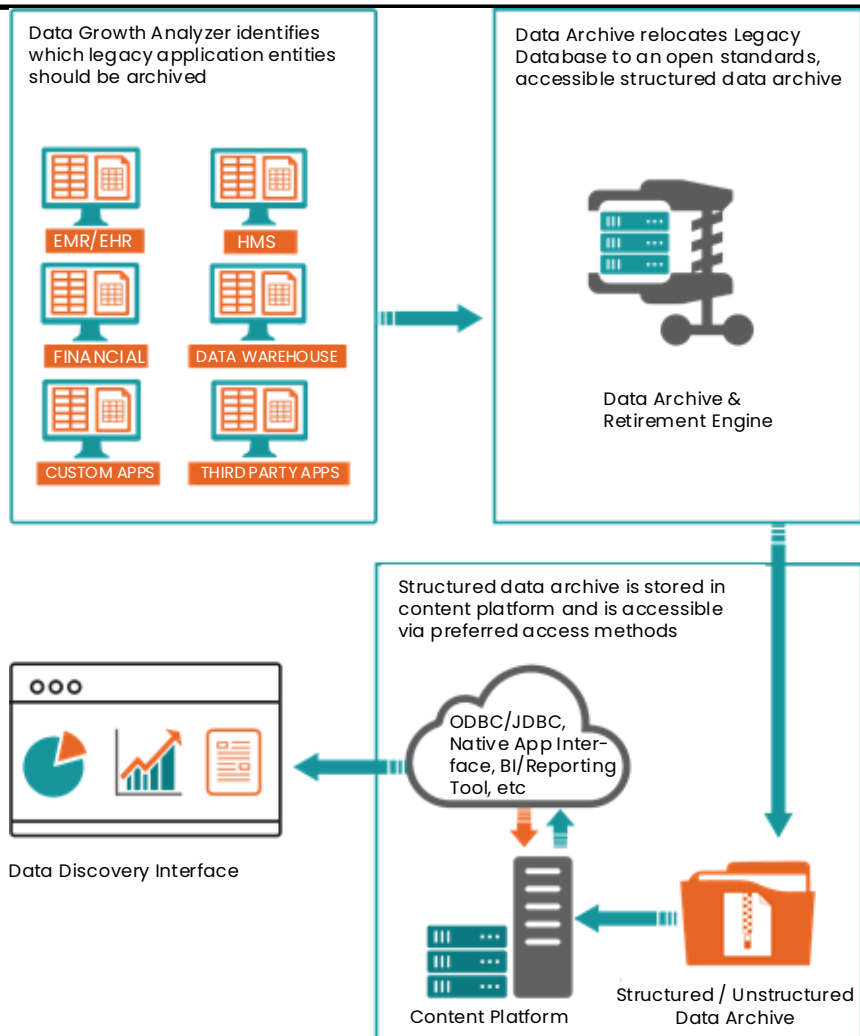 Data Growth Analyzer identifies
which legacy application entities
should be archived
EMR/EHR
HMS
FINANCIAL
DATA WAREHOUSE
CUSTOM APPS
THIRD PARTY APPS
Data Archive relocates Legacy
Database to an open standards,
accessible structured data archive
Data Archive &
Retirement Engine
Structured data archive is stored in
content platform and is accessible
via preferred access methods
ODBC/JDBC,
Native App Inter-
face, BI/Reporting
Tool, etc
Data Discovery Interface
Content Platform
Structured / Unstructured
Data Archive